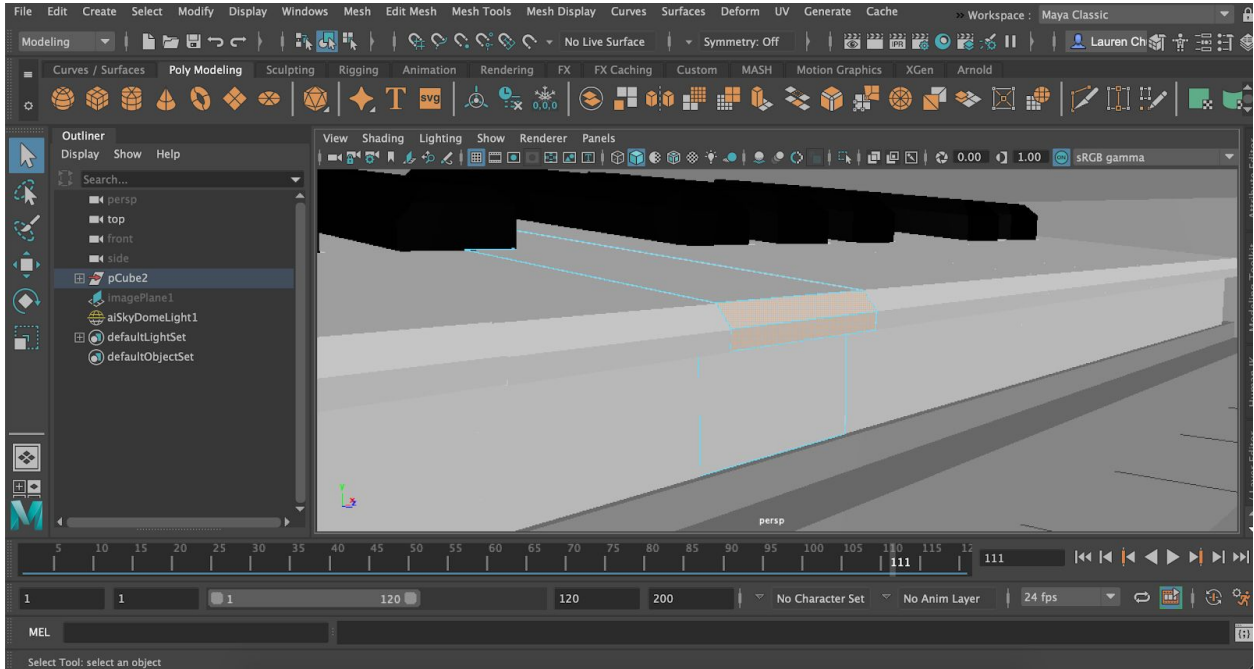 File Edit Create Select Modify Display Windows Mesh Edit Mesh Mesh Tools Mesh Display Curves Surfaces Deform UV Generate Cache Workspace : Maya Classic
Modeling No Live Surface Symmetry: Off Lauren Ch
Curves / Surfaces Poly Modeling Sculpting Rigging Animation Rendering FX FX Caching Custom MASH Motion Graphics XGen Arnold
T svg 0,0,0
Outliner
Display Show Help
Search...
persp
top
front
side
pCube2
imagePlane1
aiSkyDomeLight1
defaultLightSet
defaultObjectSet
View Shading Lighting Show Renderer Panels
0.00 1.00 sRGB gamma
persp
5 10 15 20 25 30 35 40 45 50 55 60 65 70 75 80 85 90 95 100 105 110 115 12
111 111
1 1 1 120 120 200 No Character Set No Anim Layer 24 fps
MEL
Select Tool: select an object